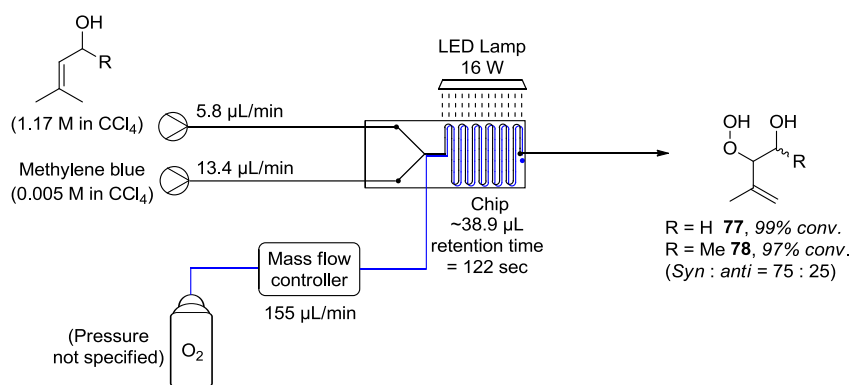 OH
R
(1.17 M in CCl₄)
5.8 µL/min
Methylene blue
(0.005 M in CCl₄)
13.4 µL/min
LED Lamp
16 W
Chip
~38.9 µL
retention time
= 122 sec
Mass flow
controller
155 µL/min
(Pressure
not specified)
O₂
OH
O
OH
R
R = H 77, 99% conv.
R = Me 78, 97% conv.
(Syn : anti = 75 : 25)